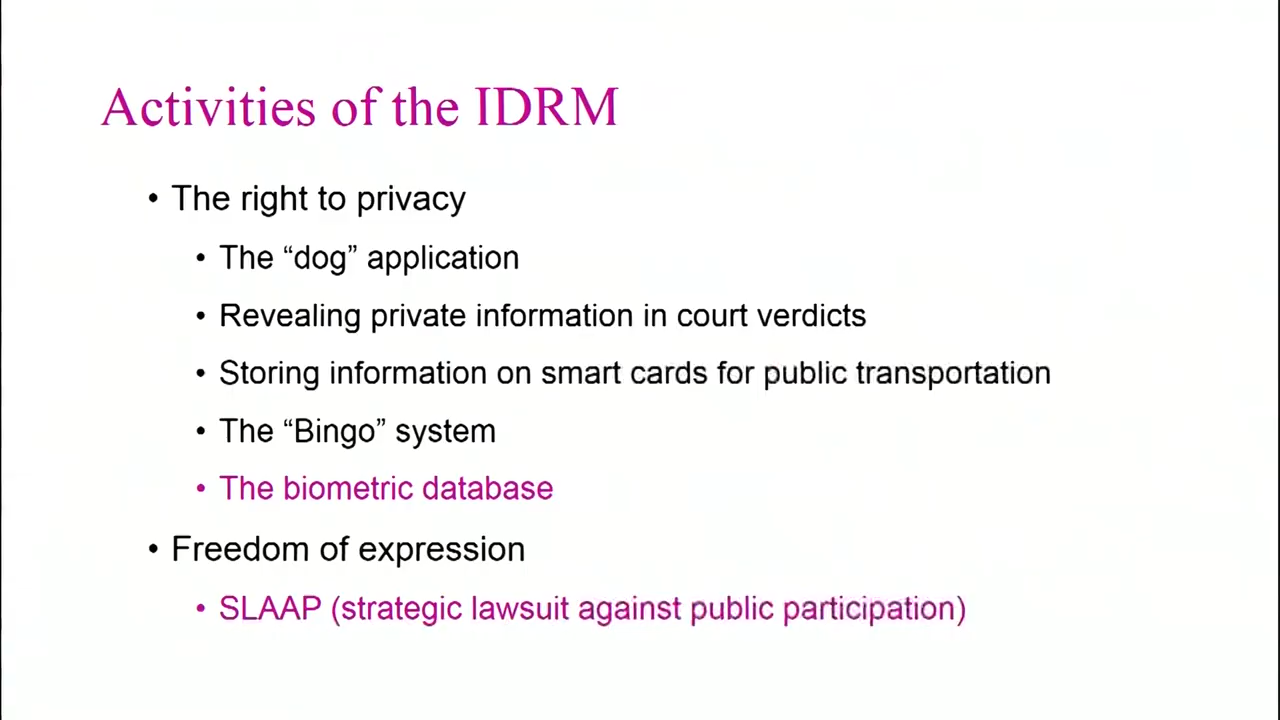 Activities of the IDRM
• The right to privacy
• The “dog” application
• Revealing private information in court verdicts
• Storing information on smart cards for public transportation
• The “Bingo” system
• The biometric database
• Freedom of expression
• SLAAP (strategic lawsuit against public participation)